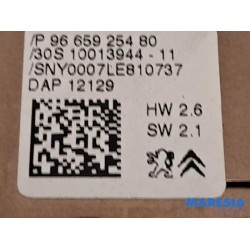 /P 96 659 254 80
/30S 10013944 - 11
/SNY0007LE810737
DAP 12129
HW 2.6
SW 2.1
MARESIA